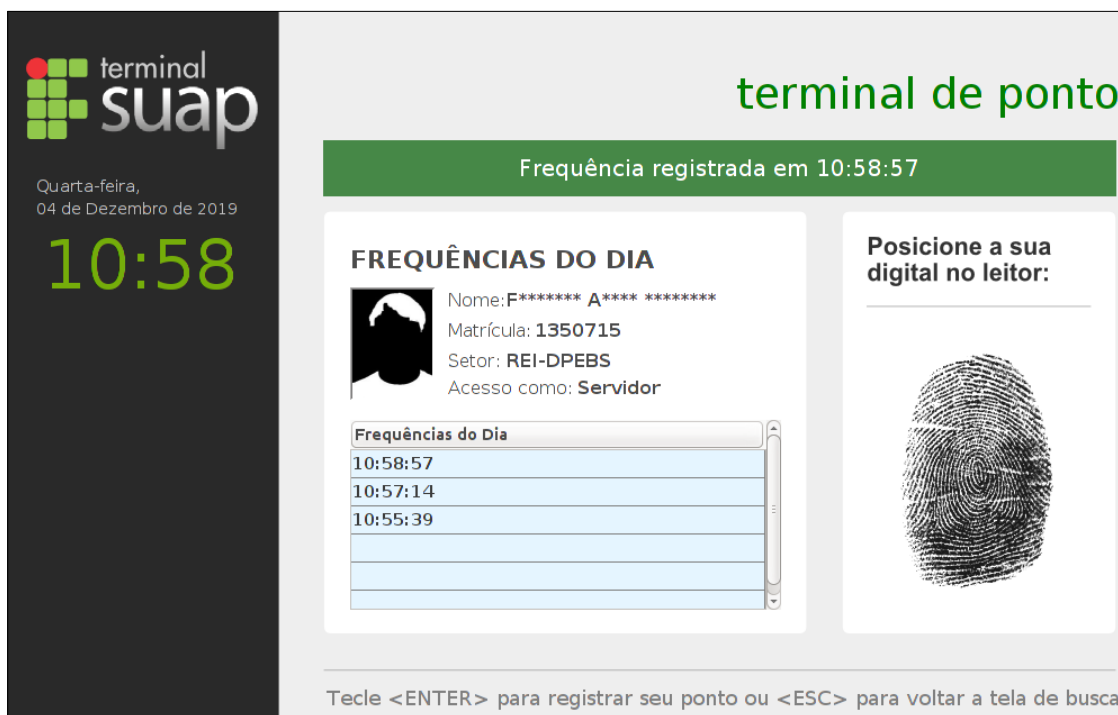 terminal
suap
Quarta-feira,
04 de Dezembro de 2019
10:58
terminal de ponto
Frequência registrada em 10:58:57
FREQUÊNCIAS DO DIA
Nome:F******* A**** ********
Matrícula: 1350715
Setor: REI-DPEBS
Acesso como: Servidor
Frequências do Dia
10:58:57
10:57:14
10:55:39
Posicione a sua
digital no leitor:
Tecle <ENTER> para registrar seu ponto ou <ESC> para voltar a tela de busca